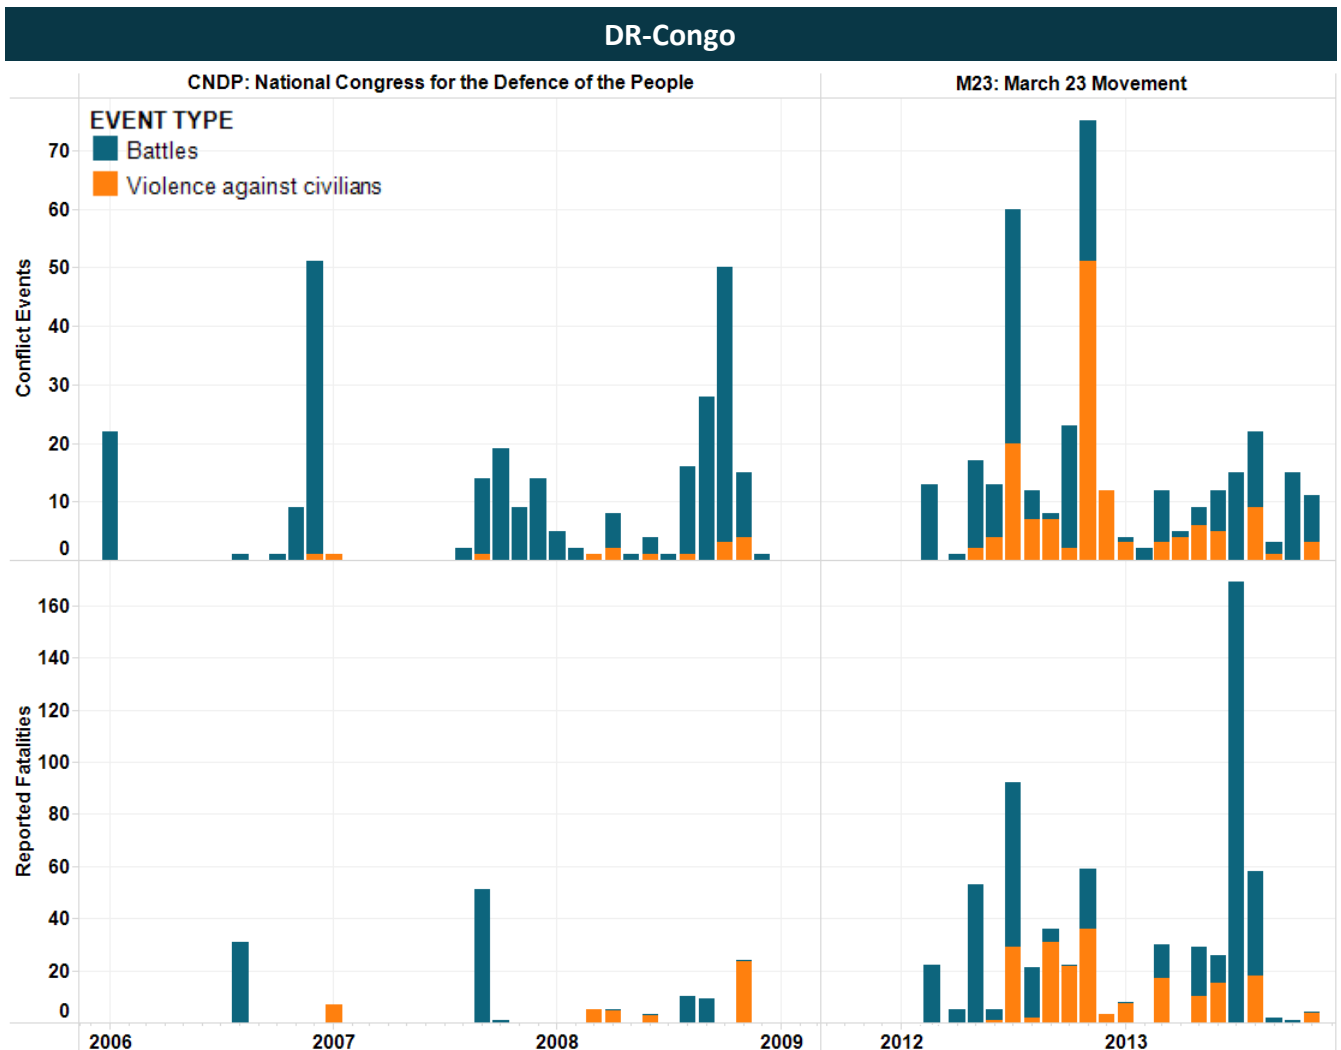 DR-Congo
CNDP: National Congress for the Defence of the People
M23: March 23 Movement
EVENT TYPE
Battles
Violence against civilians
Conflict Events
70
60
50
40
30
20
10
0
Reported Fatalities
160
140
120
100
80
60
40
20
0
2006 2007 2008 2009 2012 2013